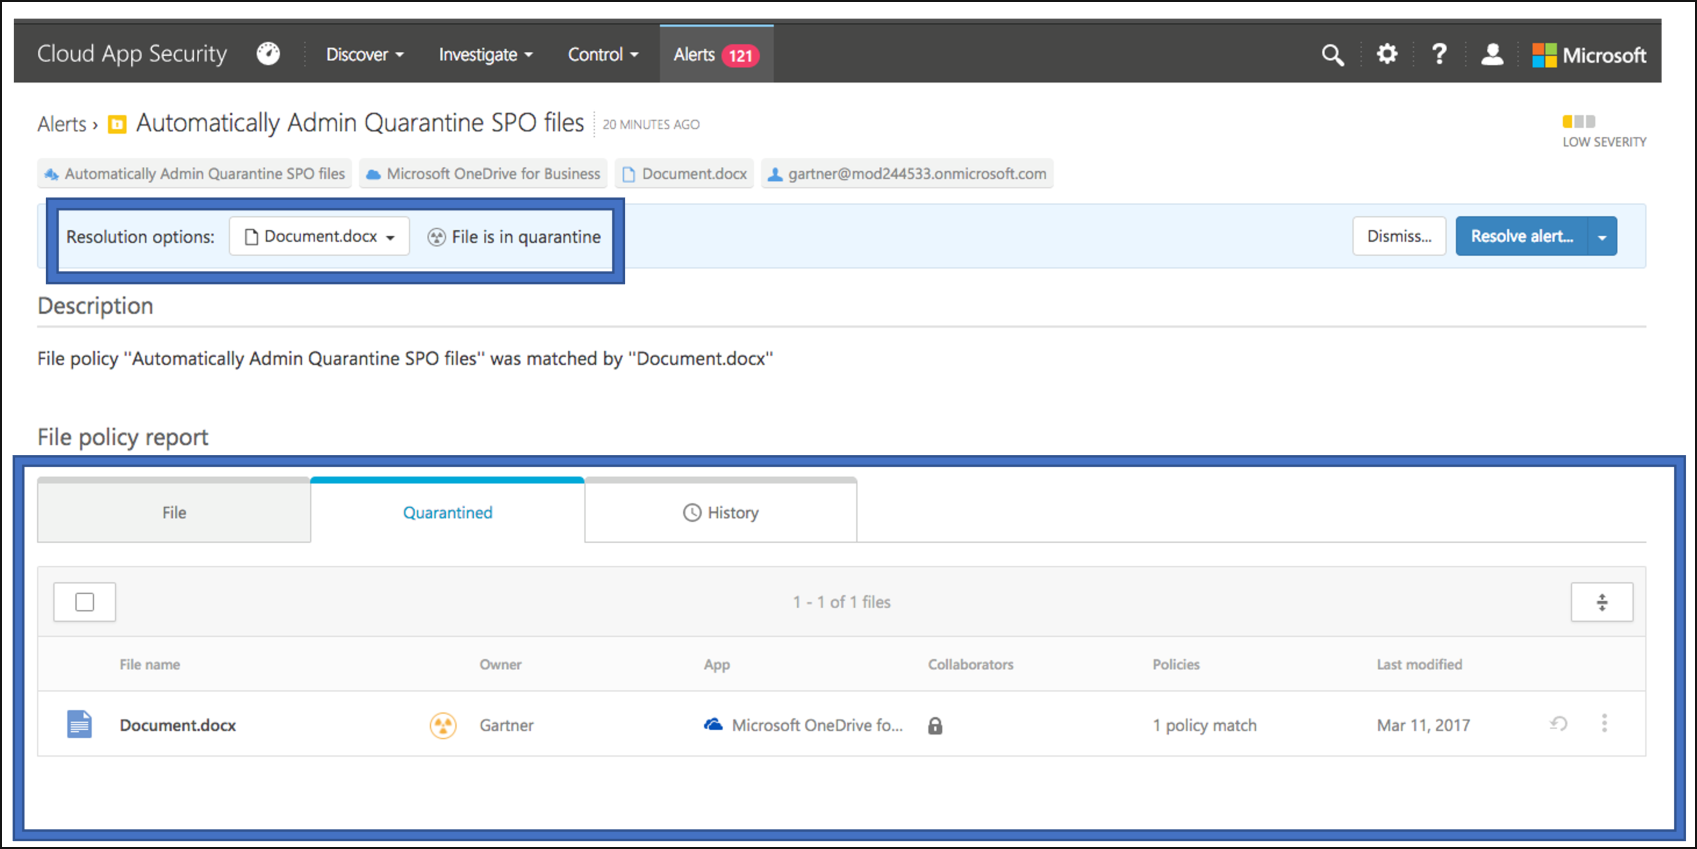 Cloud App Security Discover Investigate Control Alerts 121 ? Microsoft
Alerts › Automatically Admin Quarantine SPO files 20 MINUTES AGO
LOW SEVERITY
Automatically Admin Quarantine SPO files Microsoft OneDrive for Business Document.docx gartner@mod244533.onmicrosoft.com
Resolution options: Document.docx File is in quarantine Dismiss... Resolve alert...
Description
File policy "Automatically Admin Quarantine SPO files" was matched by "Document.docx"
File policy report
File Quarantined History
1 - 1 of 1 files
File name Owner App Collaborators Policies Last modified
Document.docx Gartner Microsoft OneDrive fo... 1 policy match Mar 11, 2017